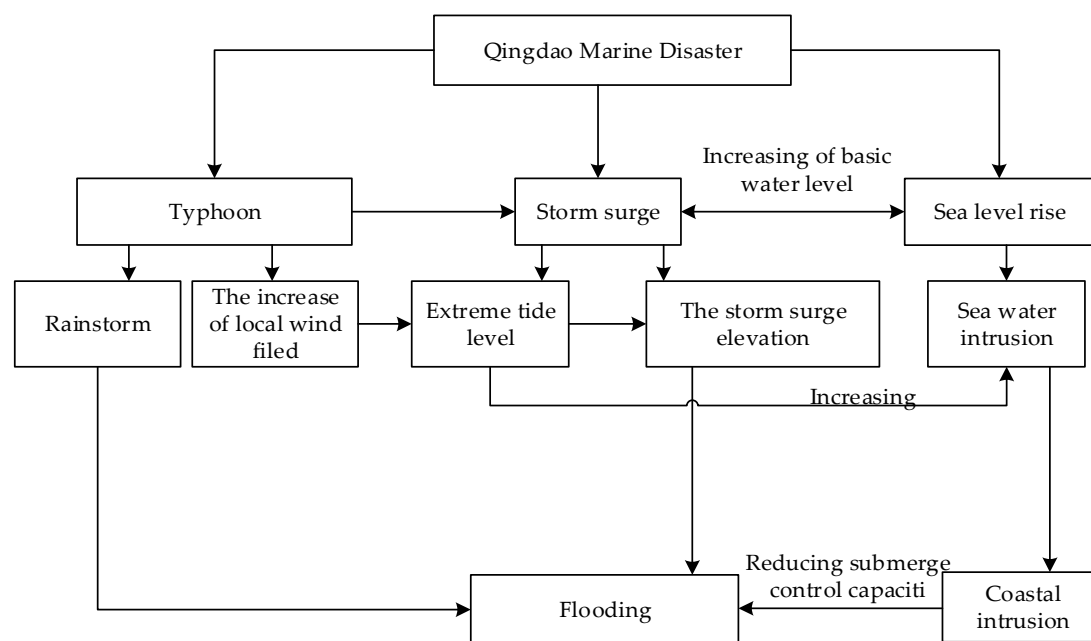 Qingdao Marine Disaster
Increasing of basic
water level
Typhoon
Storm surge
Sea level rise
Rainstorm
The increase
of local wind
filed
Extreme tide
level
The storm surge
elevation
Sea water
intrusion
Increasing
Reducing submerge
control capaciti
Flooding
Coastal
intrusion